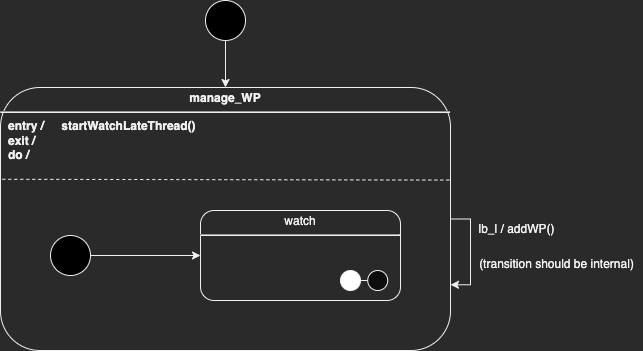 manage_WP
entry / startWatchLateThread()
exit /
do /
watch
lb_l / addWP()
(transition should be internal)